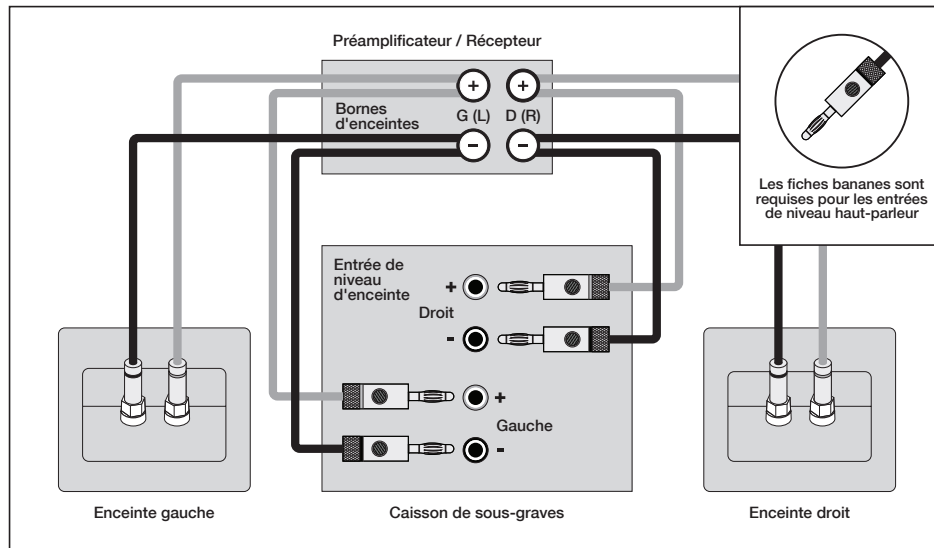 Préamplificateur / Récepteur
Bornes
d'enceintes
G (L) D (R)
+ +
- -
Les fiches bananes sont
requises pour les entrées
de niveau haut-parleur
Entrée de
niveau
d'enceinte
+
Droit
-
+
Gauche
-
Enceinte gauche
Caisson de sous-graves
Enceinte droit